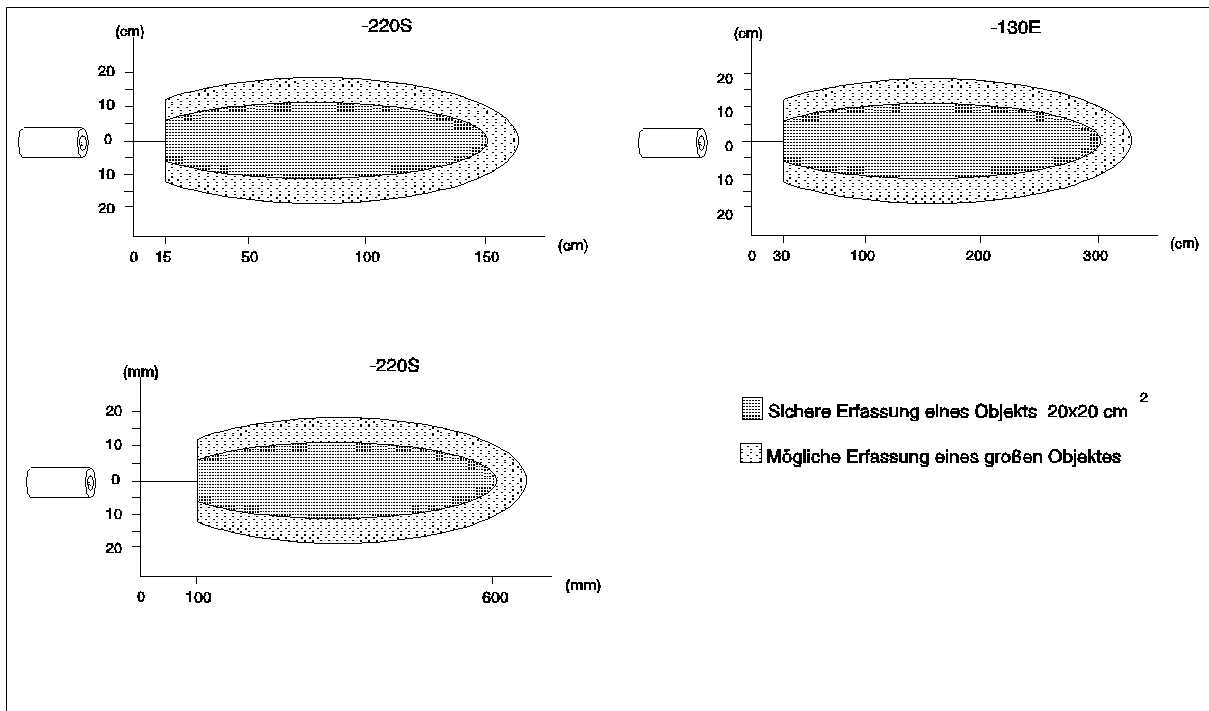 -220S
(cm)
20
10
0
10
20
0 15 50 100 150 (cm)
-130E
(cm)
20
10
0
10
20
0 30 100 200 300 (cm)
-220S
(mm)
20
10
0
10
20
0 100 600 (mm)
Sichere Erfassung eines Objekts 20x20 cm 2
Mögliche Erfassung eines großen Objektes